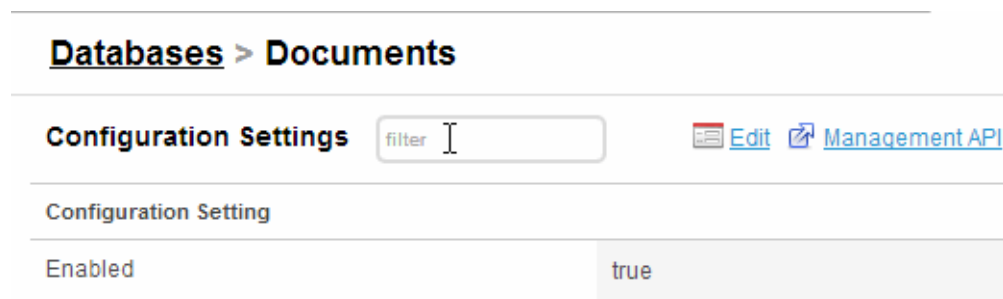 Databases > Documents
Configuration Settings filter Edit Management API
Configuration Setting
Enabled true